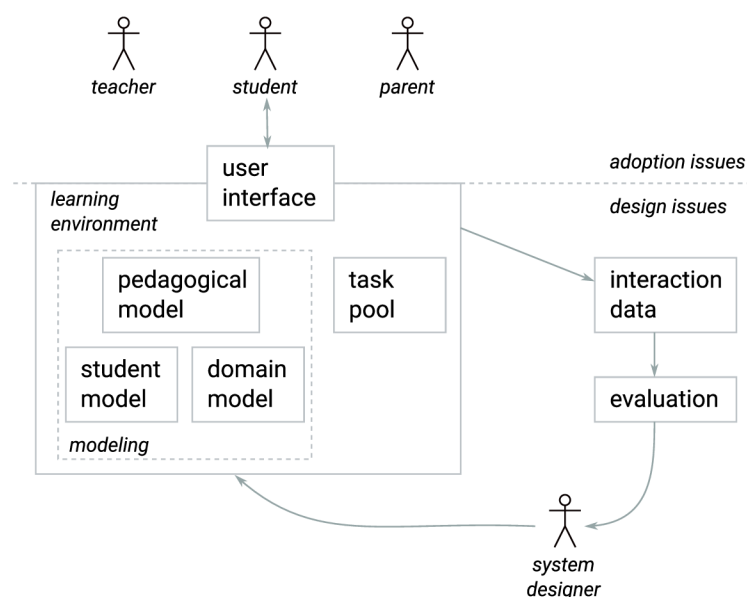 teacher
student
parent
user
interface
adoption issues
learning
environment
design issues
pedagogical
model
task
pool
interaction
data
student
model
domain
model
evaluation
modeling
system
designer